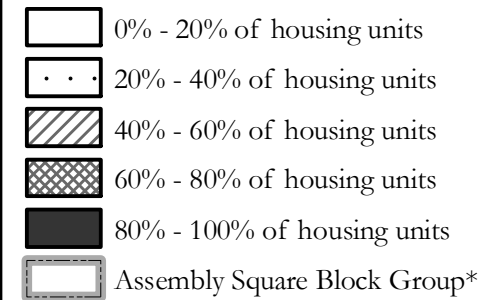 0% - 20% of housing units
20% - 40% of housing units
40% - 60% of housing units
60% - 80% of housing units
80% - 100% of housing units
Assembly Square Block Group*